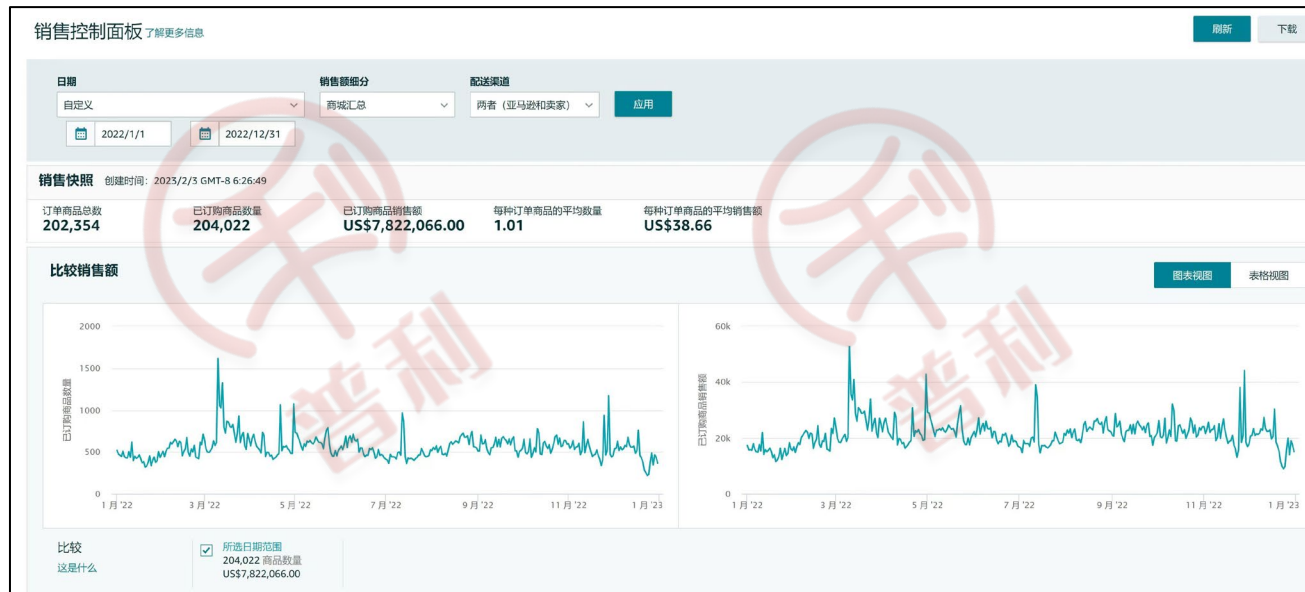 销售控制面板 了解更多信息
刷新 下载
日期 销售额细分 配送渠道
自定义 商城汇总 两者（亚马逊和卖家） 应用
2022/1/1 2022/12/31
销售快照 创建时间：2023/2/3 GMT-8 6:26:49
订单商品总数 已订购商品数量 已订购商品销售额 每种订单商品的平均数量 每种订单商品的平均销售额
202,354 204,022 US$7,822,066.00 1.01 US$38.66
比较销售额
图表视图 表格视图
已订购商品数量
2000
1500
1000
500
0
1月'22 3月'22 5月'22 7月'22 9月'22 11月'22 1月'23
已订购商品销售额
60k
40k
20k
0
1月'22 3月'22 5月'22 7月'22 9月'22 11月'22 1月'23
比较
这是什么
所选日期范围
204,022 商品数量
US$7,822,066.00
普利
普利